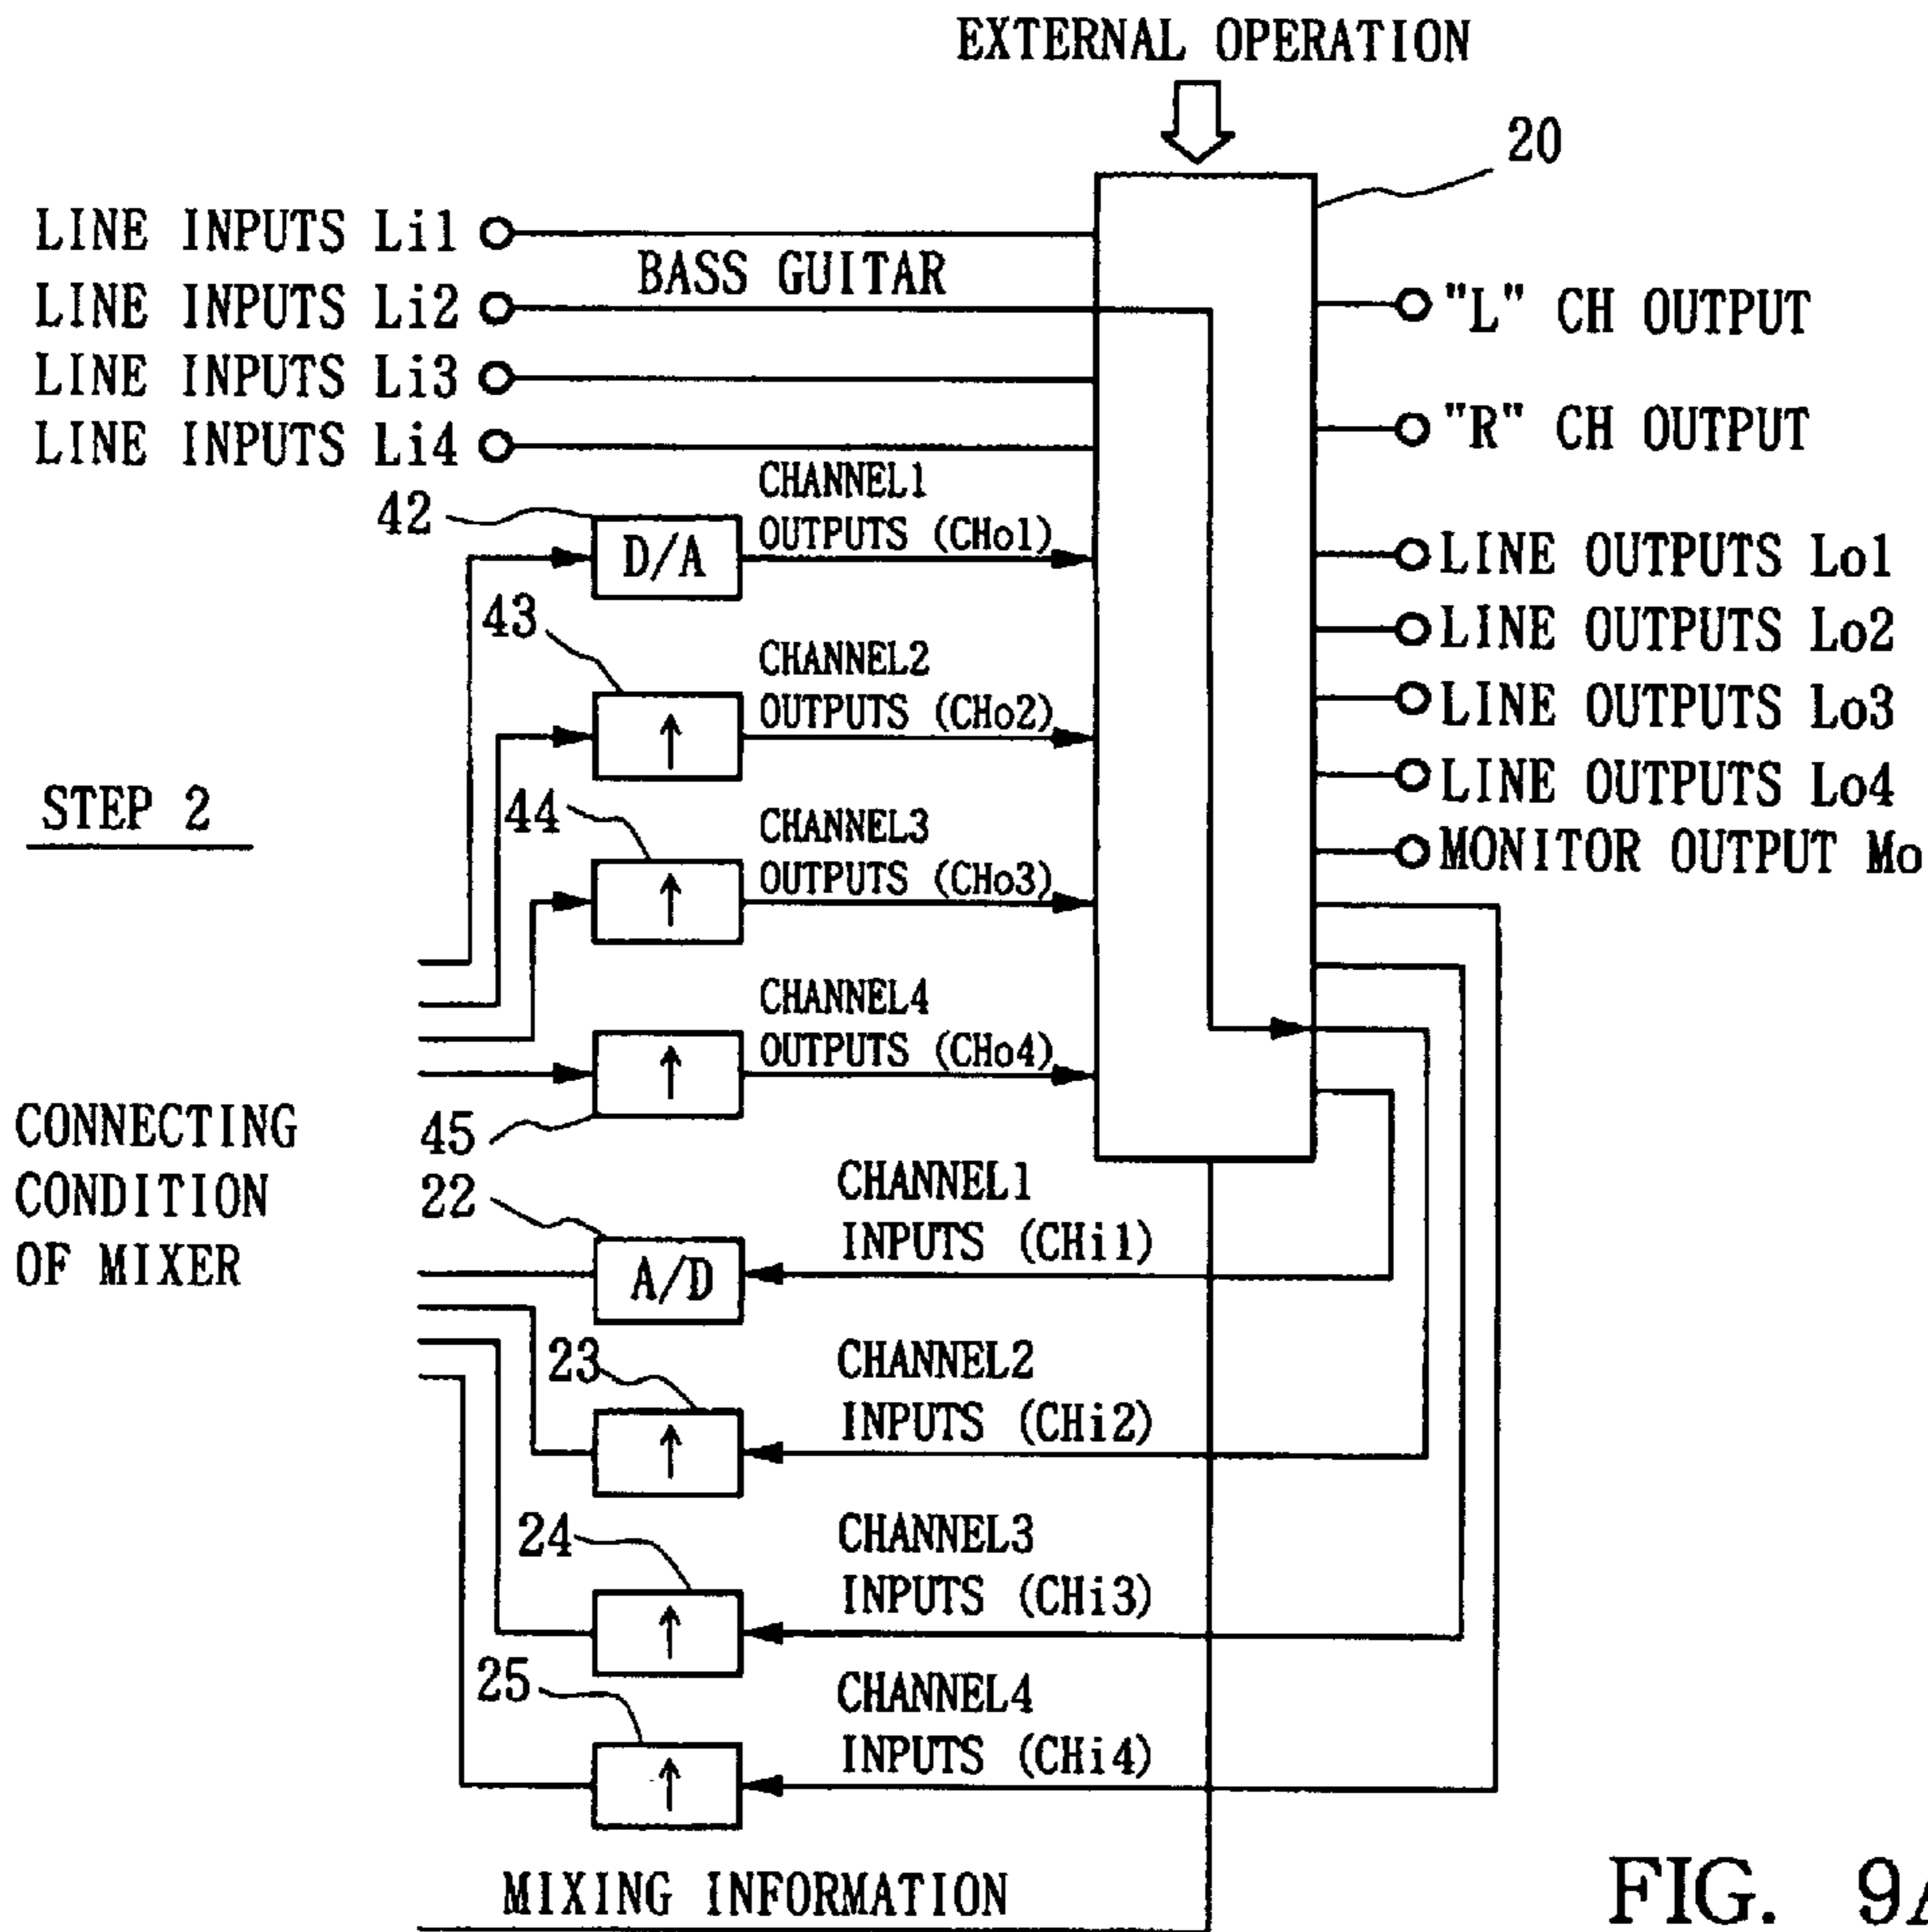 EXTERNAL OPERATION
20
LINE INPUTS Li1
BASS GUITAR
LINE INPUTS Li2
"L" CH OUTPUT
LINE INPUTS Li3
"R" CH OUTPUT
LINE INPUTS Li4
CHANNEL1
42
D/A
OUTPUTS (CHo1)
LINE OUTPUTS Lo1
43
LINE OUTPUTS Lo2
CHANNEL2
↑
OUTPUTS (CHo2)
LINE OUTPUTS Lo3
LINE OUTPUTS Lo4
STEP 2
44
CHANNEL3
MONITOR OUTPUT Mo
↑
OUTPUTS (CHo3)
CHANNEL4
↑
OUTPUTS (CHo4)
CONNECTING
CONDITION
OF MIXER
45
22
CHANNEL1
A/D
INPUTS (CHi1)
23
CHANNEL2
↑
INPUTS (CHi2)
24
CHANNEL3
↑
INPUTS (CHi3)
25
CHANNEL4
↑
INPUTS (CHi4)
MIXING INFORMATION
FIG. 9A